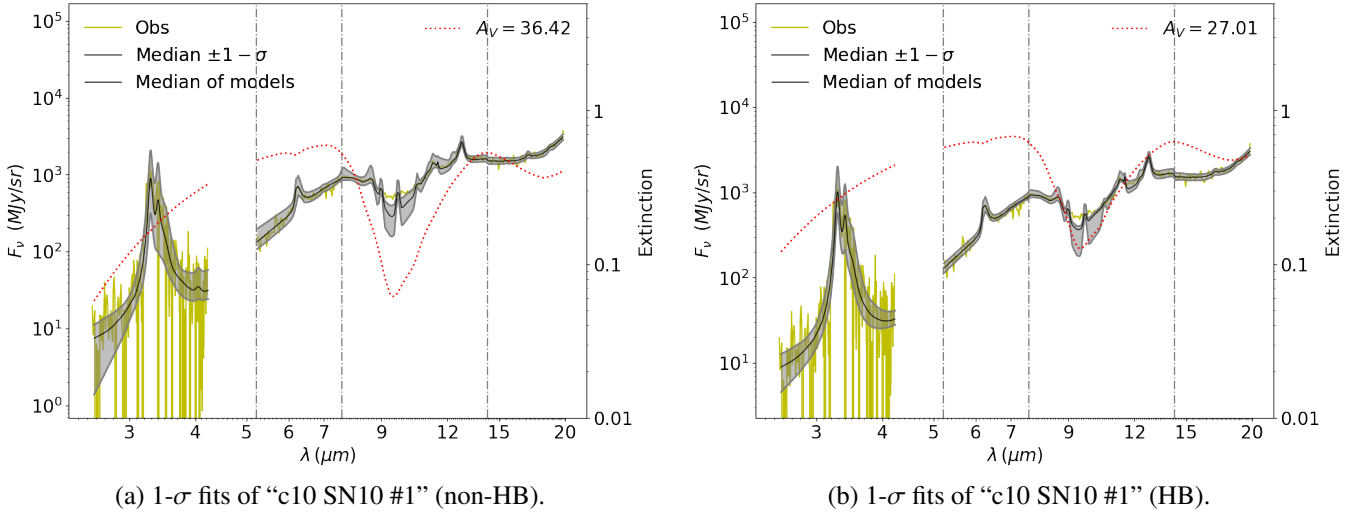 Obs
Median ±1 − σ
Median of models
A_V = 36.42
10^5
10^4
10^3
10^2
10^1
10^0
F_ν (MJy/sr)
1
0.1
0.01
Extinction
3 4 5 6 7 9 12 15 20
λ (μm)
(a) 1-σ fits of “c10 SN10 #1” (non-HB).
Obs
Median ±1 − σ
Median of models
A_V = 27.01
10^5
10^4
10^3
10^2
10^1
F_ν (MJy/sr)
1
0.1
0.01
Extinction
3 4 5 6 7 9 12 15 20
λ (μm)
(b) 1-σ fits of “c10 SN10 #1” (HB).